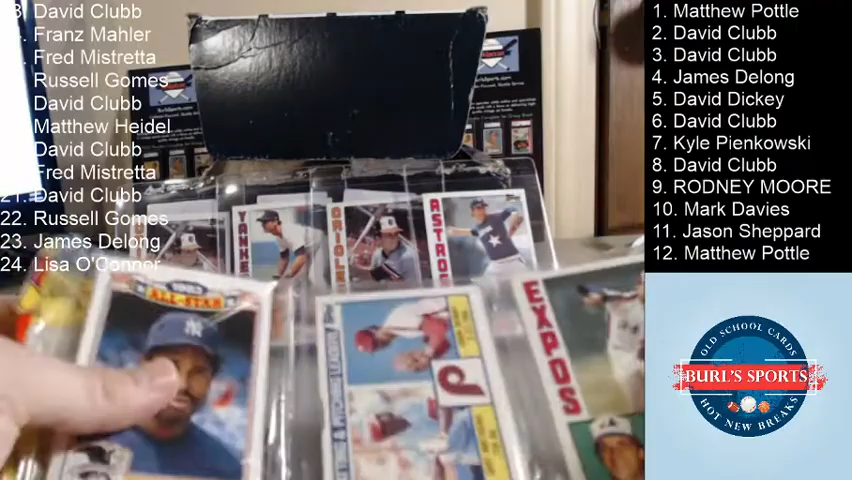 David Clubb
Franz Mahler
Fred Mistretta
Russell Gomes
David Clubb
Matthew Heidel
David Clubb
Fred Mistretta
21. David Clubb
22. Russell Gomes
23. James Delong
24. Lisa O'Connor
1. Matthew Pottle
2. David Clubb
3. David Clubb
4. James Delong
5. David Dickey
6. David Clubb
7. Kyle Pienkowski
8. David Clubb
9. RODNEY MOORE
10. Mark Davies
11. Jason Sheppard
12. Matthew Pottle
OLD SCHOOL CARDS
BURL'S SPORTS
HOT NEW BREAKS
ORIOLE
ASTROS
1983
ALL-STAR
EXPOS